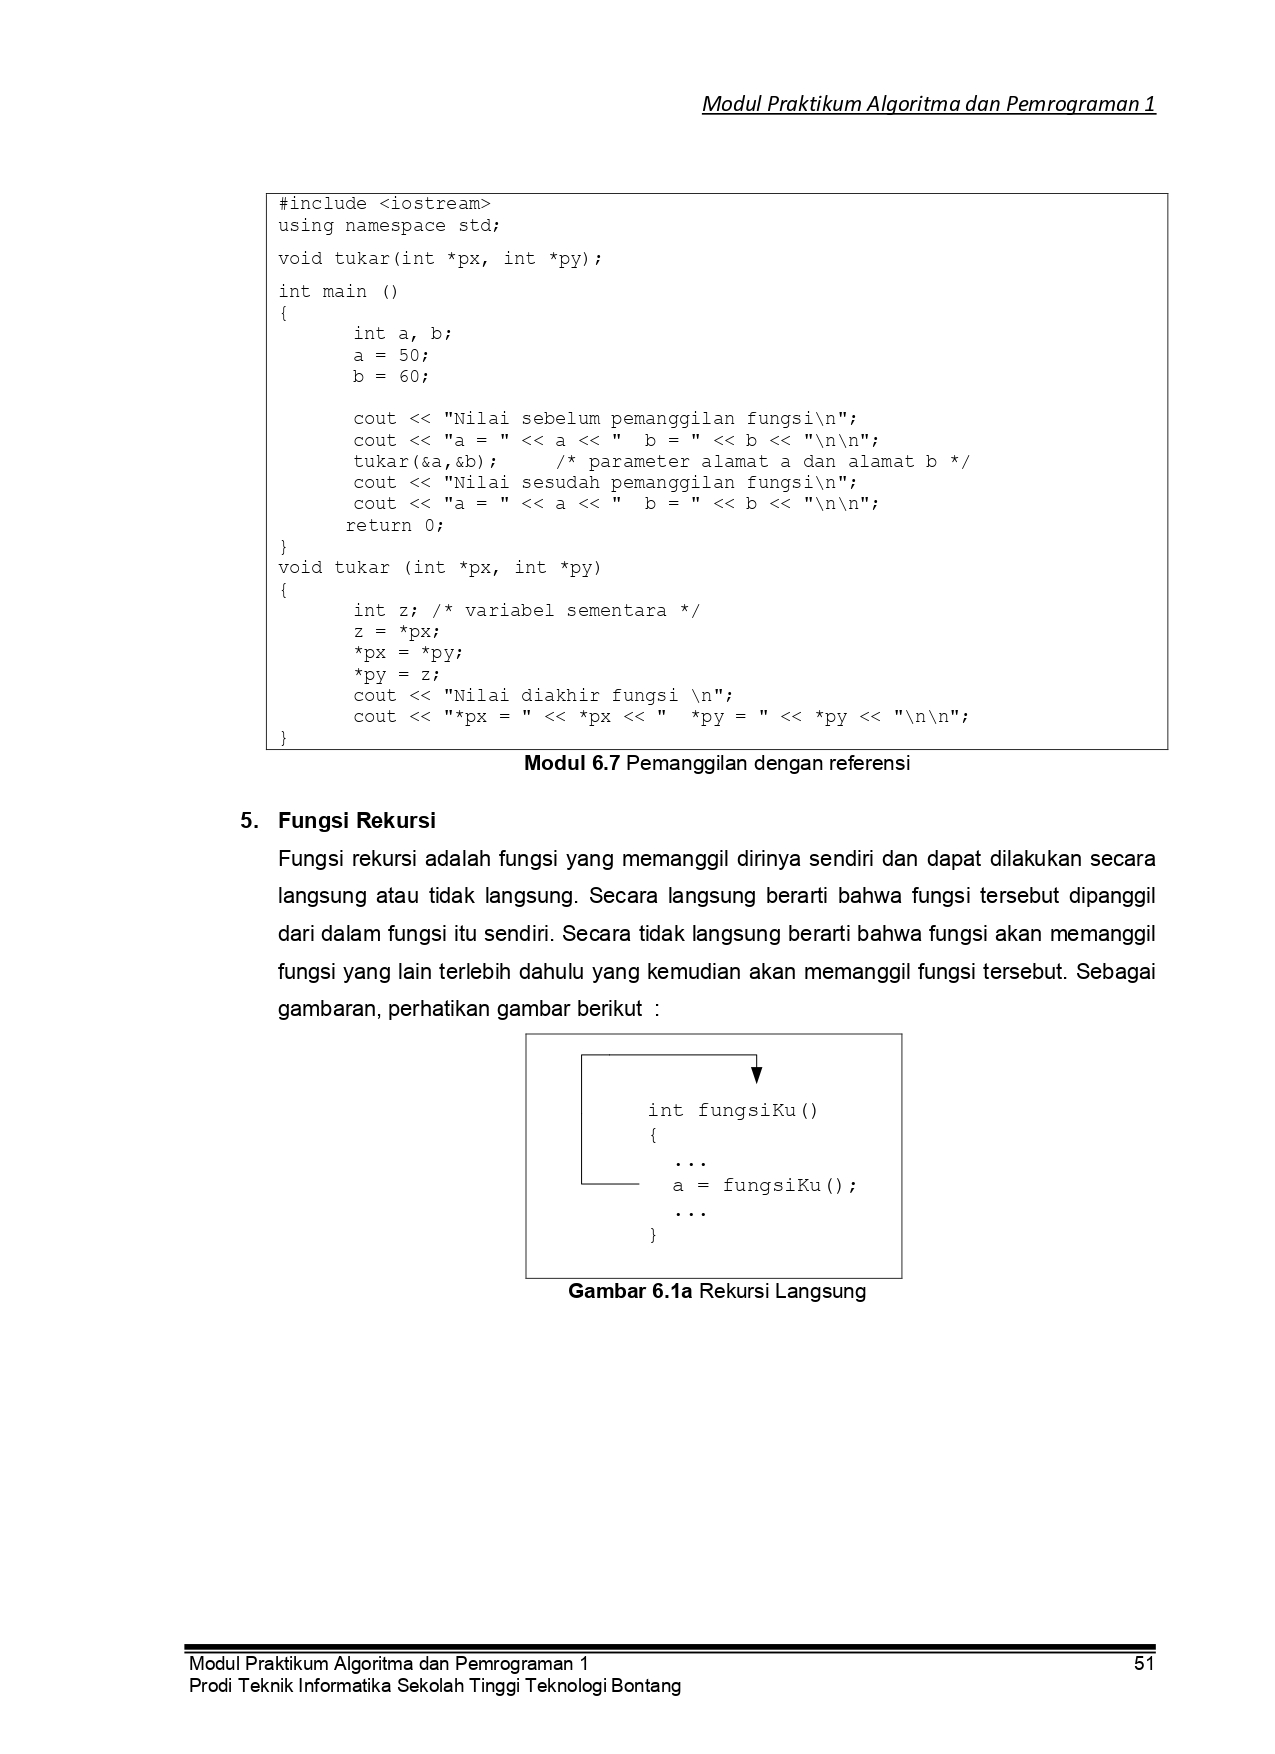 Modul Praktikum Algoritma dan Pemrograman 1
#include <iostream>
using namespace std;
void tukar(int *px, int *py);
int main ()
{
int a, b;
a = 50;
b = 60;
cout << "Nilai sebelum pemanggilan fungsi\n";
cout << "a = " << a << "  b = " << b << "\n\n";
tukar(&a,&b);     /* parameter alamat a dan alamat b */
cout << "Nilai sesudah pemanggilan fungsi\n";
cout << "a = " << a << "  b = " << b << "\n\n";
return 0;
}
void tukar (int *px, int *py)
{
int z; /* variabel sementara */
z = *px;
*px = *py;
*py = z;
cout << "Nilai diakhir fungsi \n";
cout << "*px = " << *px << "  *py = " << *py << "\n\n";
}
Modul 6.7 Pemanggilan dengan referensi
5. Fungsi Rekursi
Fungsi rekursi adalah fungsi yang memanggil dirinya sendiri dan dapat dilakukan secara
langsung atau tidak langsung. Secara langsung berarti bahwa fungsi tersebut dipanggil
dari dalam fungsi itu sendiri. Secara tidak langsung berarti bahwa fungsi akan memanggil
fungsi yang lain terlebih dahulu yang kemudian akan memanggil fungsi tersebut. Sebagai
gambaran, perhatikan gambar berikut  :
int fungsiKu()
{
...
a = fungsiKu();
...
}
Gambar 6.1a Rekursi Langsung
Modul Praktikum Algoritma dan Pemrograman 1 51
Prodi Teknik Informatika Sekolah Tinggi Teknologi Bontang